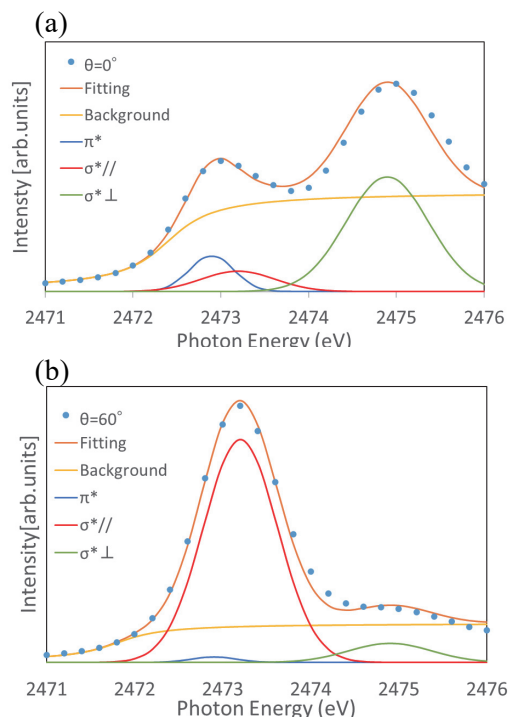 (a)
θ=0°
Fitting
Background
π*
σ*//
σ*⊥
Intensty [arb.units]
2471 2472 2473 2474 2475 2476
Photon Energy (eV)
(b)
θ=60°
Fitting
Background
π*
σ*//
σ*⊥
Intensity[arb.units]
2471 2472 2473 2474 2475 2476
Photon Energy (eV)